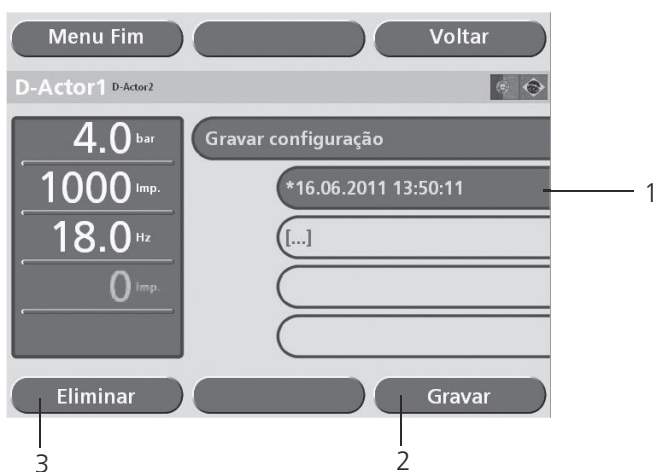 Menu Fim
Voltar
D-Actor1 D-Actor2
4.0 bar
1000 Imp.
18.0 Hz
0 Imp.
Gravar configuração
*16.06.2011 13:50:11
[...]
1
Eliminar
Gravar
3
2